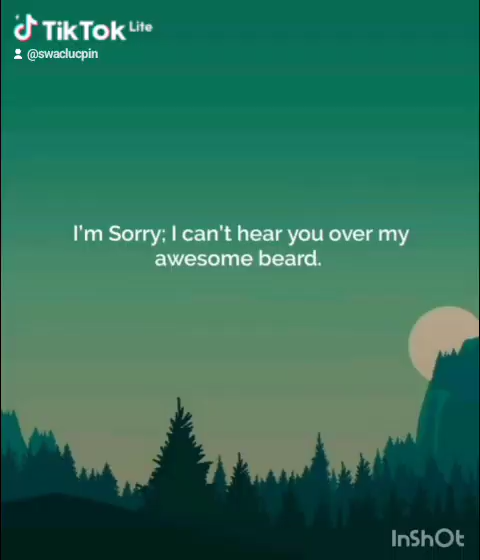 TikTok Lite
@swaclucpin
I'm Sorry; I can't hear you over my
awesome beard.
InShOt